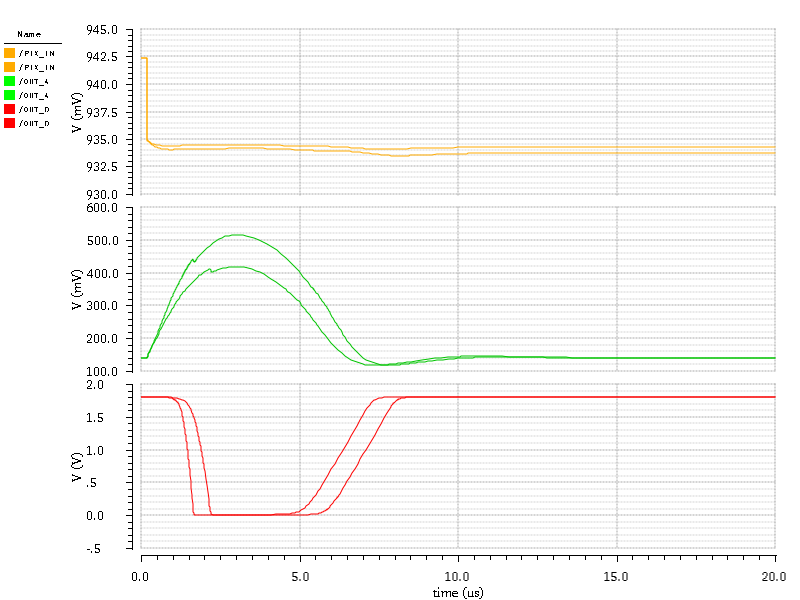 Name
/PIX_IN
/PIX_IN
/OUT_A
/OUT_A
/OUT_D
/OUT_D
945.0
942.5
940.0
937.5
935.0
932.5
930.0
V (mV)
600.0
500.0
400.0
300.0
200.0
100.0
V (mV)
2.0
1.5
1.0
.5
0.0
-.5
V (V)
0.0 5.0 10.0 15.0 20.0
time (us)